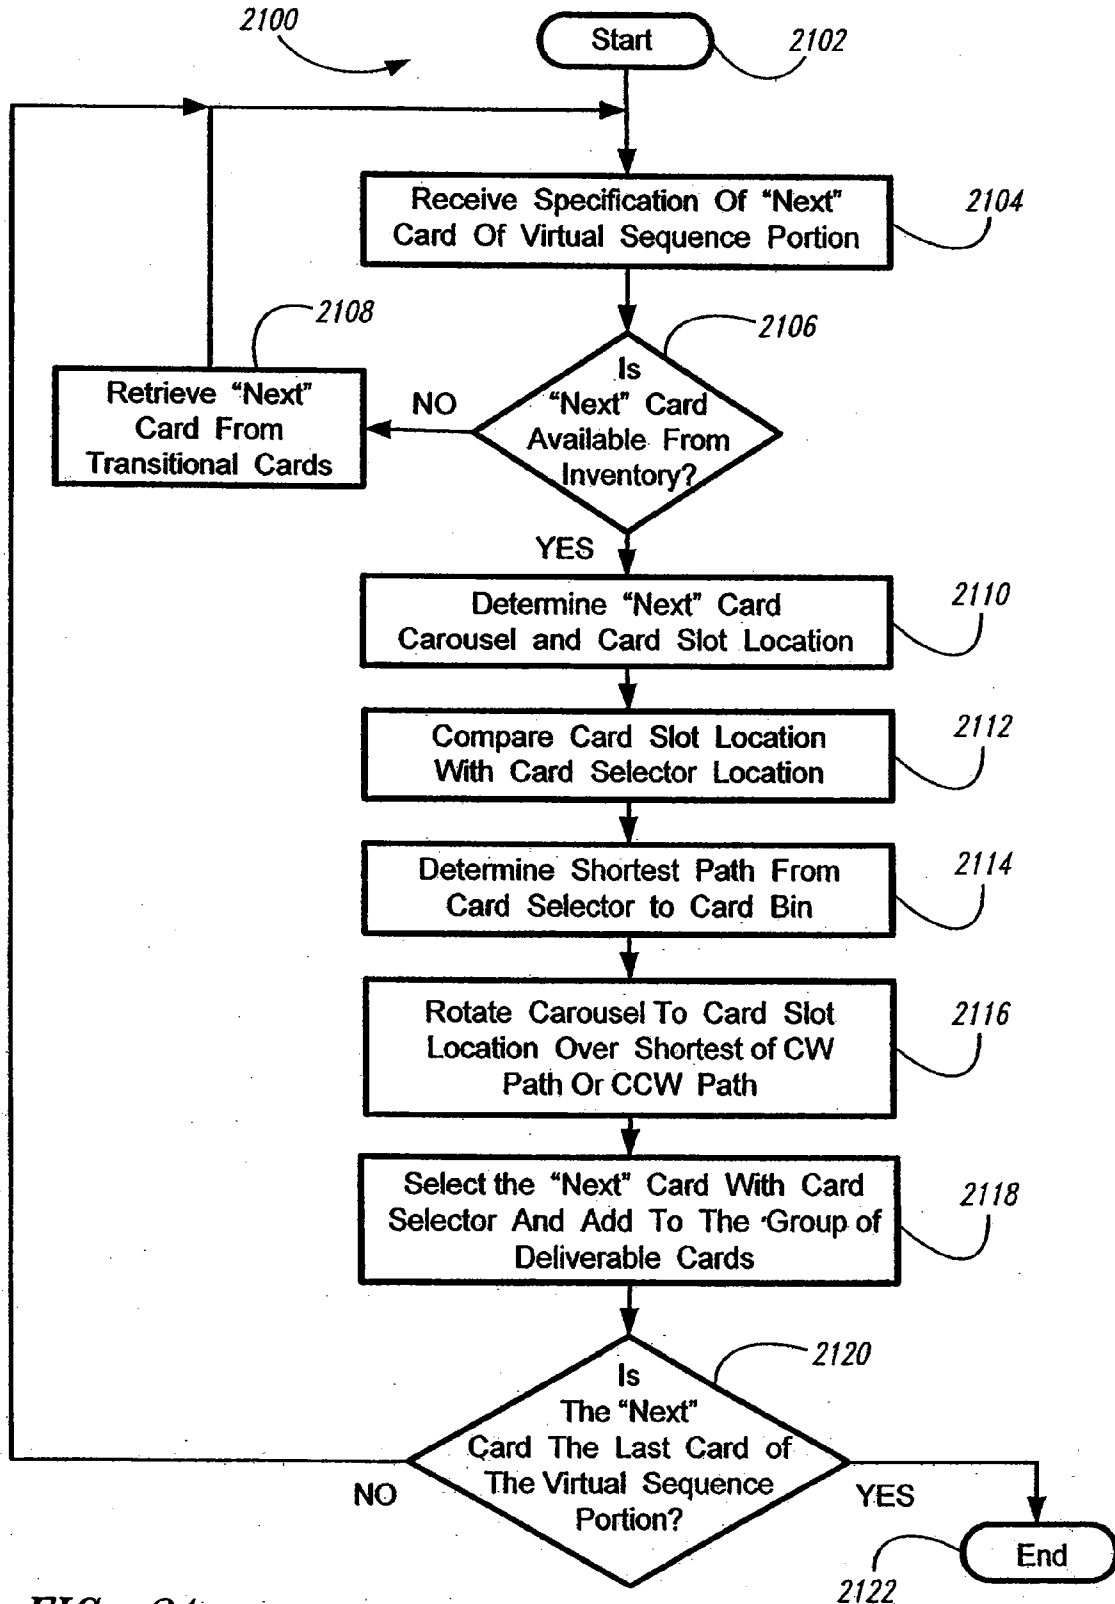 2100
Start
2102
Receive Specification Of "Next"
Card Of Virtual Sequence Portion
2104
2106
2108
Is
"Next" Card
Available From
Inventory?
NO
Retrieve "Next"
Card From
Transitional Cards
YES
Determine "Next" Card
Carousel and Card Slot Location
2110
Compare Card Slot Location
With Card Selector Location
2112
Determine Shortest Path From
Card Selector to Card Bin
2114
Rotate Carousel To Card Slot
Location Over Shortest of CW
Path Or CCW Path
2116
Select the "Next" Card With Card
Selector And Add To The Group of
Deliverable Cards
2118
2120
Is
The "Next"
Card The Last Card of
The Virtual Sequence
Portion?
NO
YES
End
2122